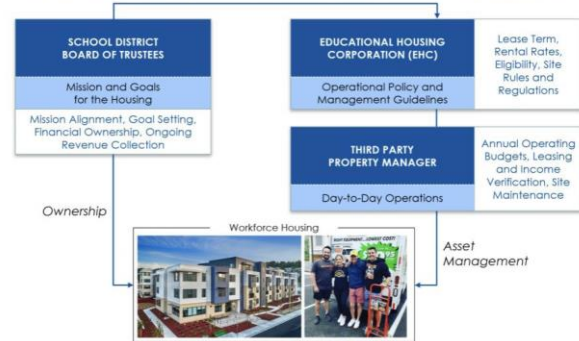 SCHOOL DISTRICT
BOARD OF TRUSTEES
Mission and Goals
for the Housing
Mission Alignment, Goal Setting,
Financial Ownership, Ongoing
Revenue Collection
EDUCATIONAL HOUSING
CORPORATION (EHC)
Operational Policy and
Management Guidelines
Lease Term,
Rental Rates,
Eligibility, Site
Rules and
Regulations
THIRD PARTY
PROPERTY MANAGER
Day-to-Day Operations
Annual Operating
Budgets, Leasing
and Income
Verification, Site
Maintenance
Ownership
Workforce Housing
Asset
Management